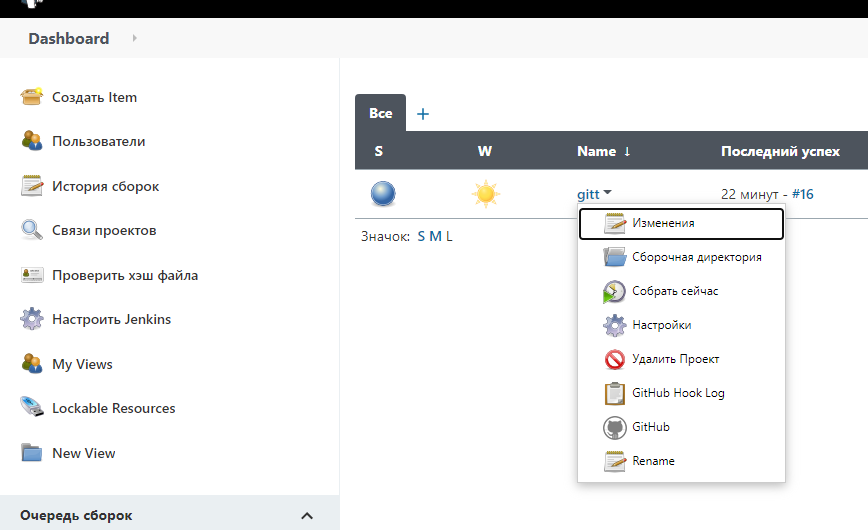 Dashboard
Создать Item
Пользователи
История сборок
Связи проектов
Проверить хэш файла
Настроить Jenkins
My Views
Lockable Resources
New View
Очередь сборок
Все +
S W Name ↓ Последний успех
gitt 22 минут - #16
Значок: S M L
Изменения
Сборочная директория
Собрать сейчас
Настройки
Удалить Проект
GitHub Hook Log
GitHub
Rename